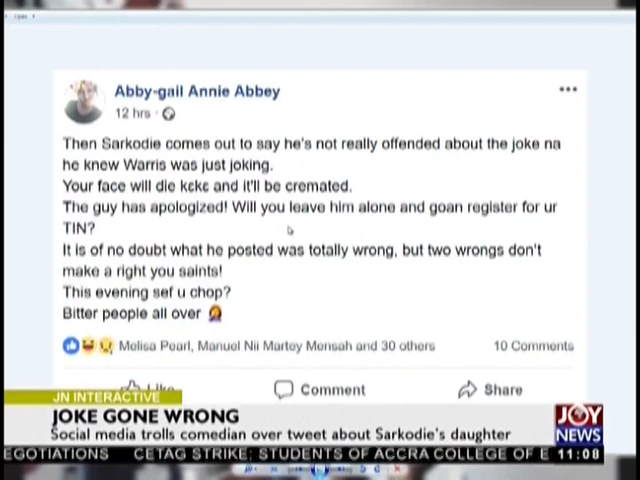 Abby-gail Annie Abbey
12 hrs
Then Sarkodie comes out to say he's not really offended about the joke na
he knew Warris was just joking.
Your face will die kɛkɛ and it'll be cremated.
The guy has apologized! Will you leave him alone and goan register for ur
TIN?
It is of no doubt what he posted was totally wrong, but two wrongs don't
make a right you saints!
This evening sef u chop?
Bitter people all over
Melisa Pearl, Manuel Nii Martey Mensah and 30 others 10 Comments
Like Comment Share
JN INTERACTIVE
JOKE GONE WRONG
Social media trolls comedian over tweet about Sarkodie's daughter
JOY
NEWS
EGOTIATIONS CETAG STRIKE; STUDENTS OF ACCRA COLLEGE OF E 11:08